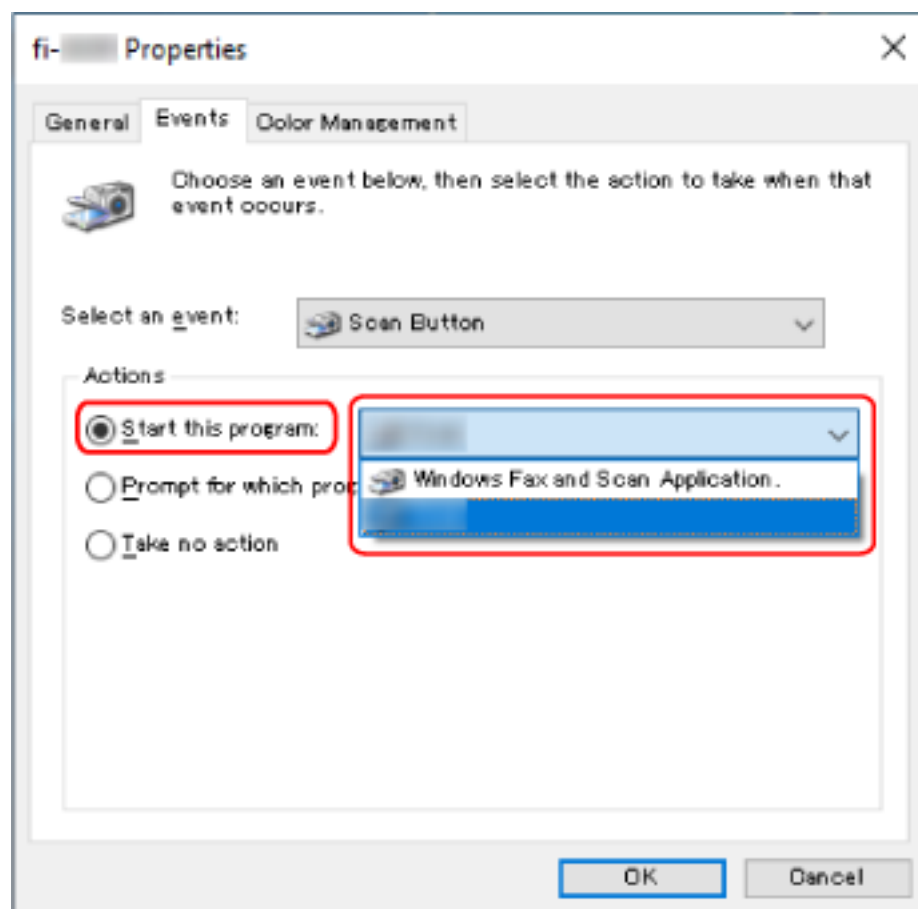 fi- Properties
General Events Color Management
Choose an event below, then select the action to take when that
event occurs.
Select an event:
Scan Button
Actions
Start this program:
Windows Fax and Scan Application.
Prompt for which
Take no action
OK Cancel